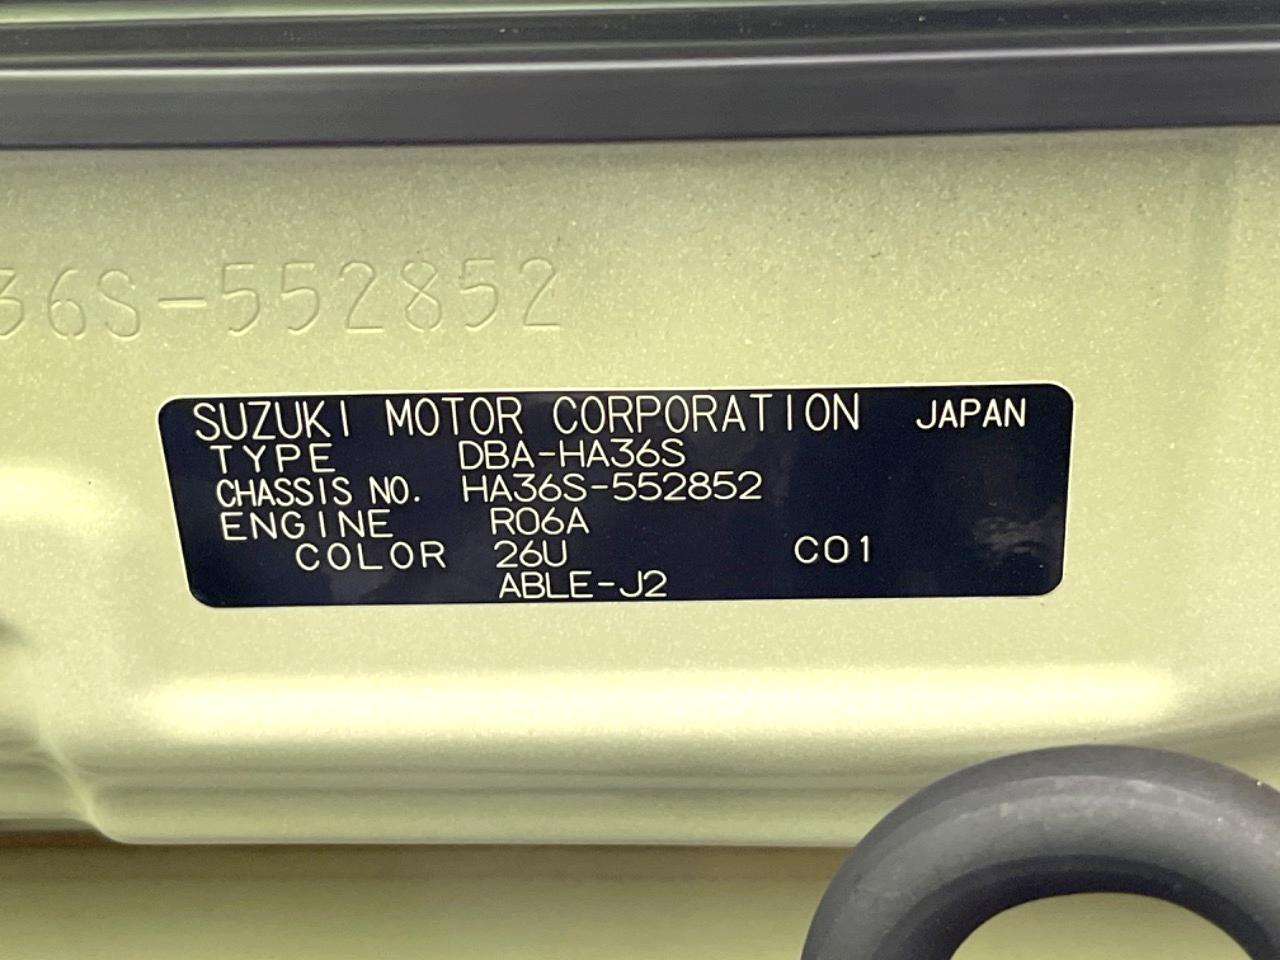 36S-552852
SUZUKI MOTOR CORPORATION JAPAN
TYPE DBA-HA36S
CHASSIS NO. HA36S-552852
ENGINE R06A
COLOR 26U C01
ABLE-J2